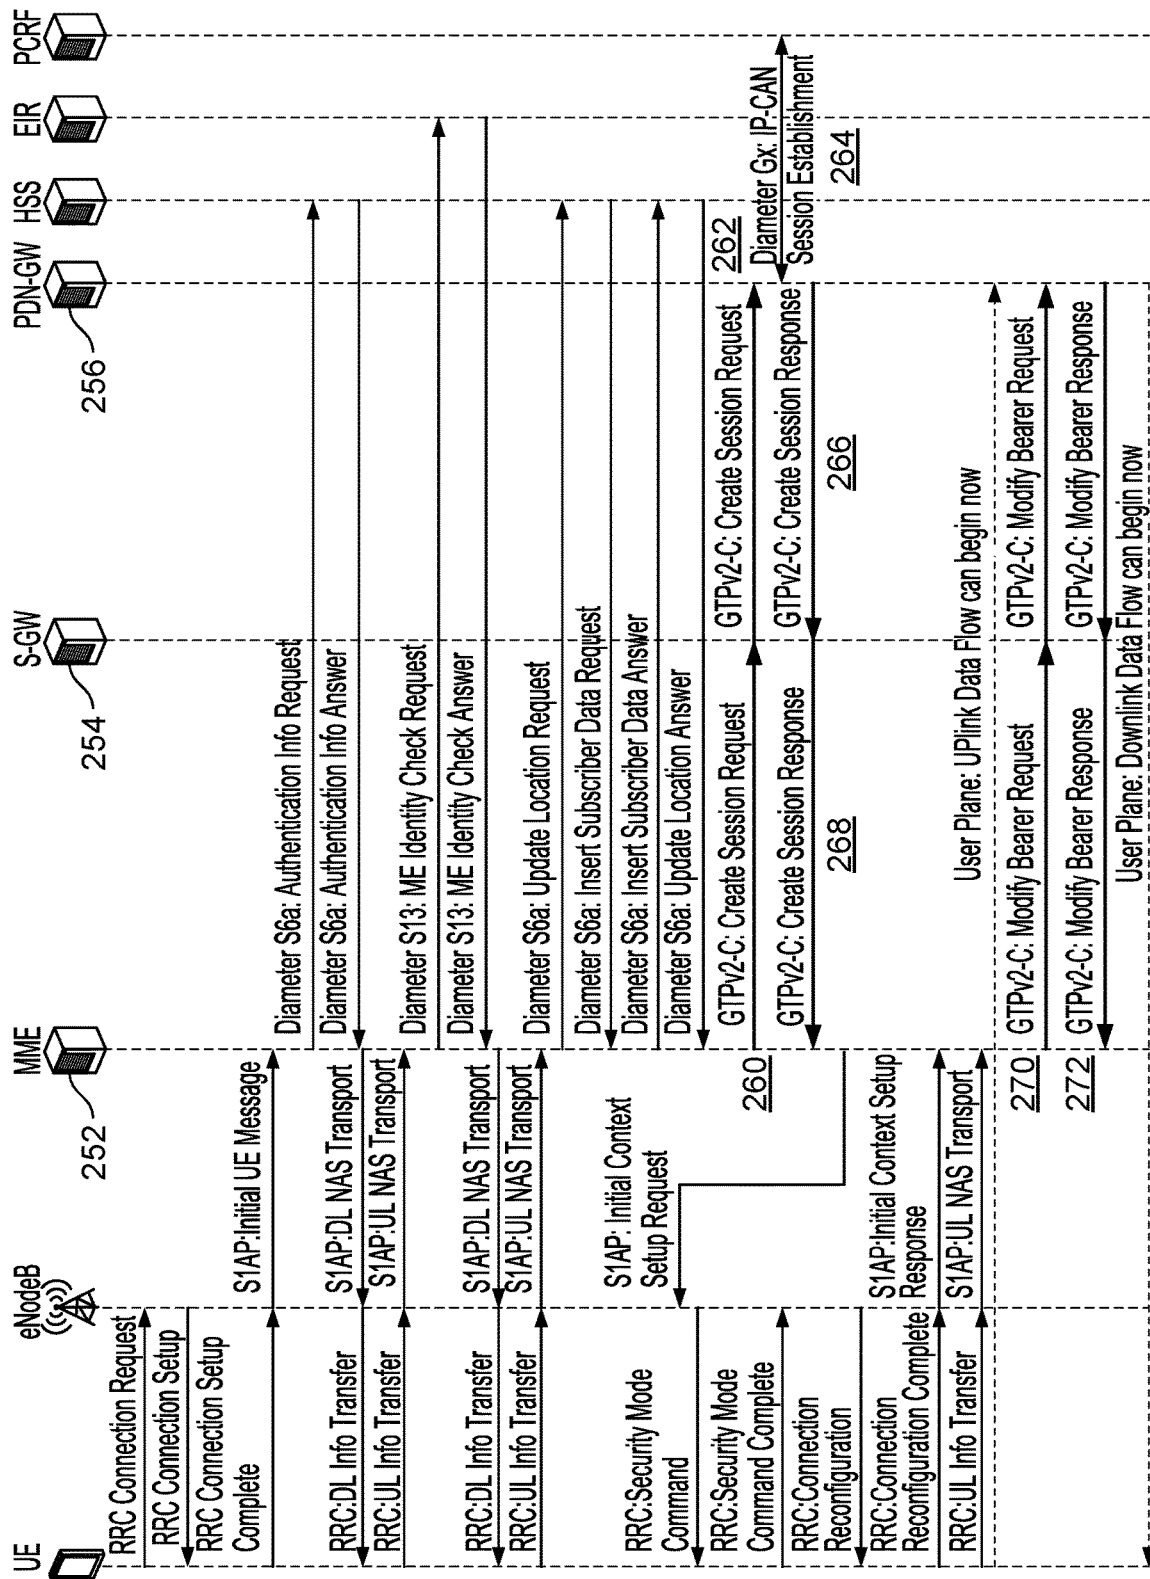 UE
eNodeB
MME
S-GW
PDN-GW
HSS
EIR
PCRF
252
254
256
RRC Connection Request
RRC Connection Setup
RRC Connection Setup
Complete
S1AP:Initial UE Message
Diameter S6a: Authentication Info Request
Diameter S6a: Authentication Info Answer
RRC:DL Info Transfer
S1AP:DL NAS Transport
RRC:UL Info Transfer
S1AP:UL NAS Transport
Diameter S13: ME Identity Check Request
Diameter S13: ME Identity Check Answer
RRC:DL Info Transfer
S1AP:DL NAS Transport
RRC:UL Info Transfer
S1AP:UL NAS Transport
Diameter S6a: Update Location Request
Diameter S6a: Insert Subscriber Data Request
Diameter S6a: Insert Subscriber Data Answer
Diameter S6a: Update Location Answer
GTPv2-C: Create Session Request
GTPv2-C: Create Session Request
260
262
Diameter Gx: IP-CAN
Session Establishment
264
GTPv2-C: Create Session Response
GTPv2-C: Create Session Response
266
268
S1AP: Initial Context
Setup Request
RRC:Security Mode
Command
RRC:Security Mode
Command Complete
RRC:Connection
Reconfiguration
RRC:Connection
Reconfiguration Complete
S1AP:Initial Context Setup
Response
RRC:UL Info Transfer
S1AP:UL NAS Transport
User Plane: UPlink Data Flow can begin now
270
GTPv2-C: Modify Bearer Request
GTPv2-C: Modify Bearer Request
272
GTPv2-C: Modify Bearer Response
GTPv2-C: Modify Bearer Response
User Plane: Downlink Data Flow can begin now